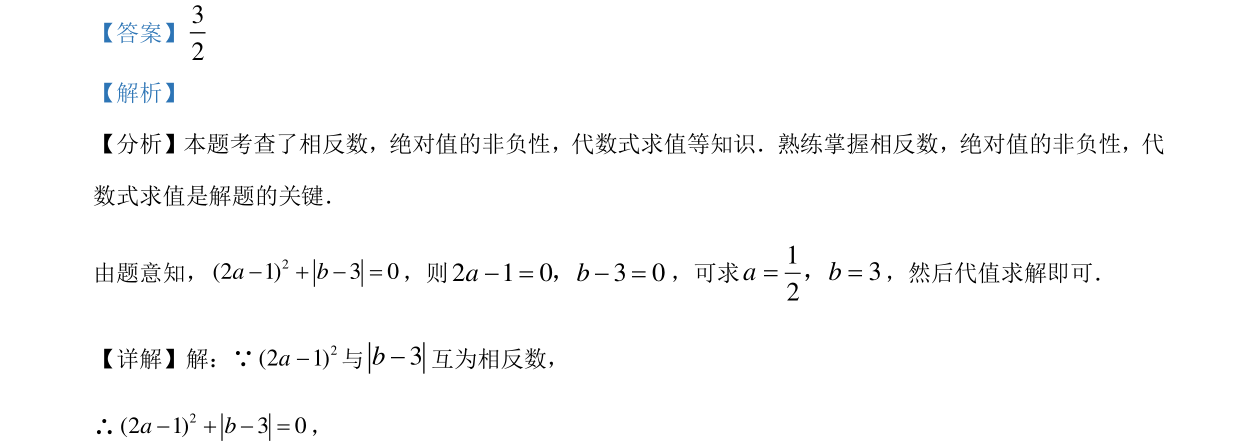 【答案】3/2
【解析】
【分析】本题考查了相反数，绝对值的非负性，代数式求值等知识．熟练掌握相反数，绝对值的非负性，代
数式求值是解题的关键．
由题意知，(2a−1)²+|b−3|=0，则2a−1=0，b−3=0，可求a=1/2，b=3，然后代值求解即可．
【详解】解：∵(2a−1)²与|b−3|互为相反数，
∴(2a−1)²+|b−3|=0，